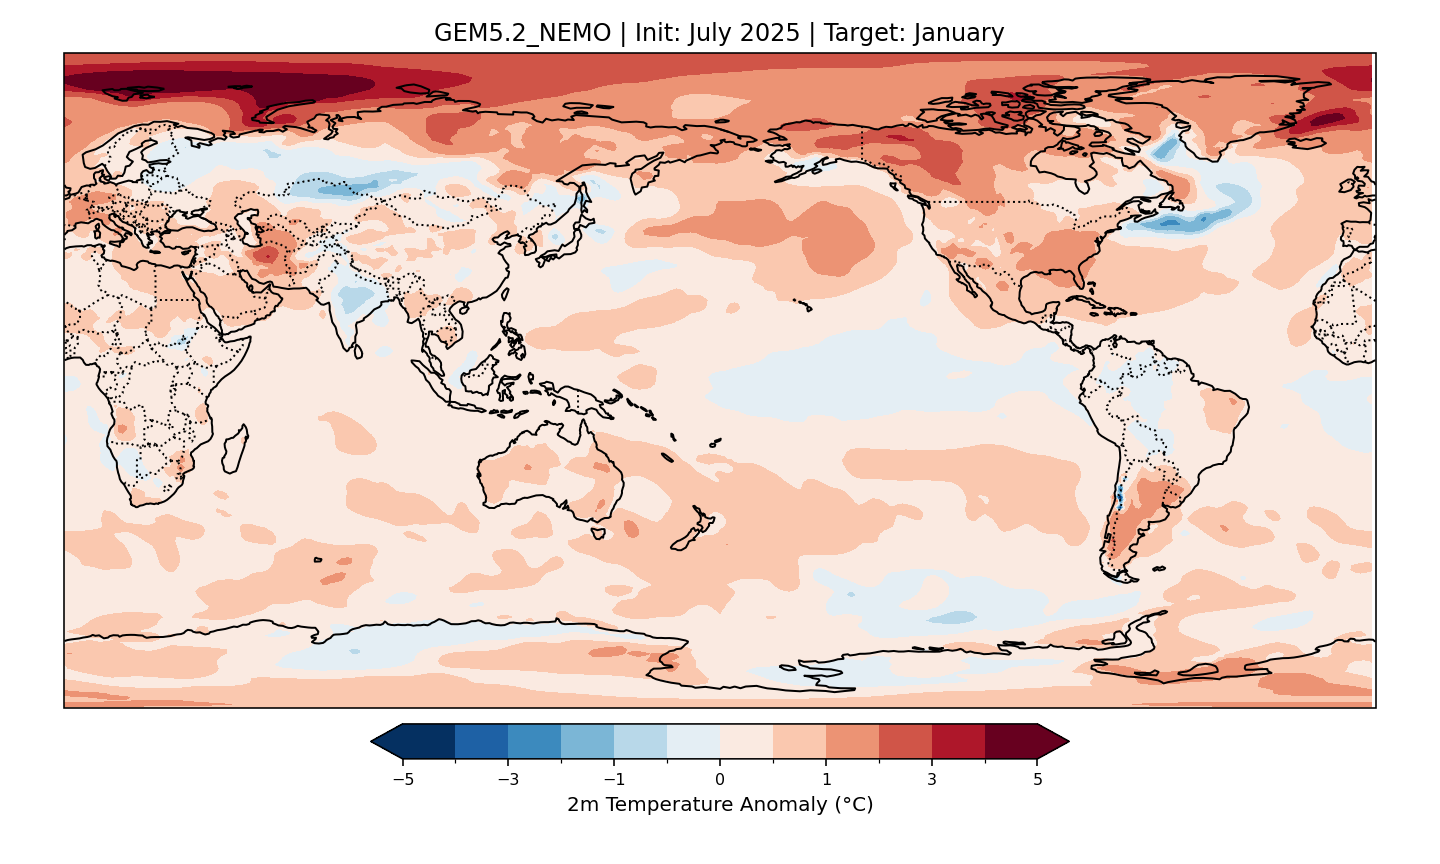 GEM5.2_NEMO | Init: July 2025 | Target: January
−5 −3 −1 0 1 3 5
2m Temperature Anomaly (°C)